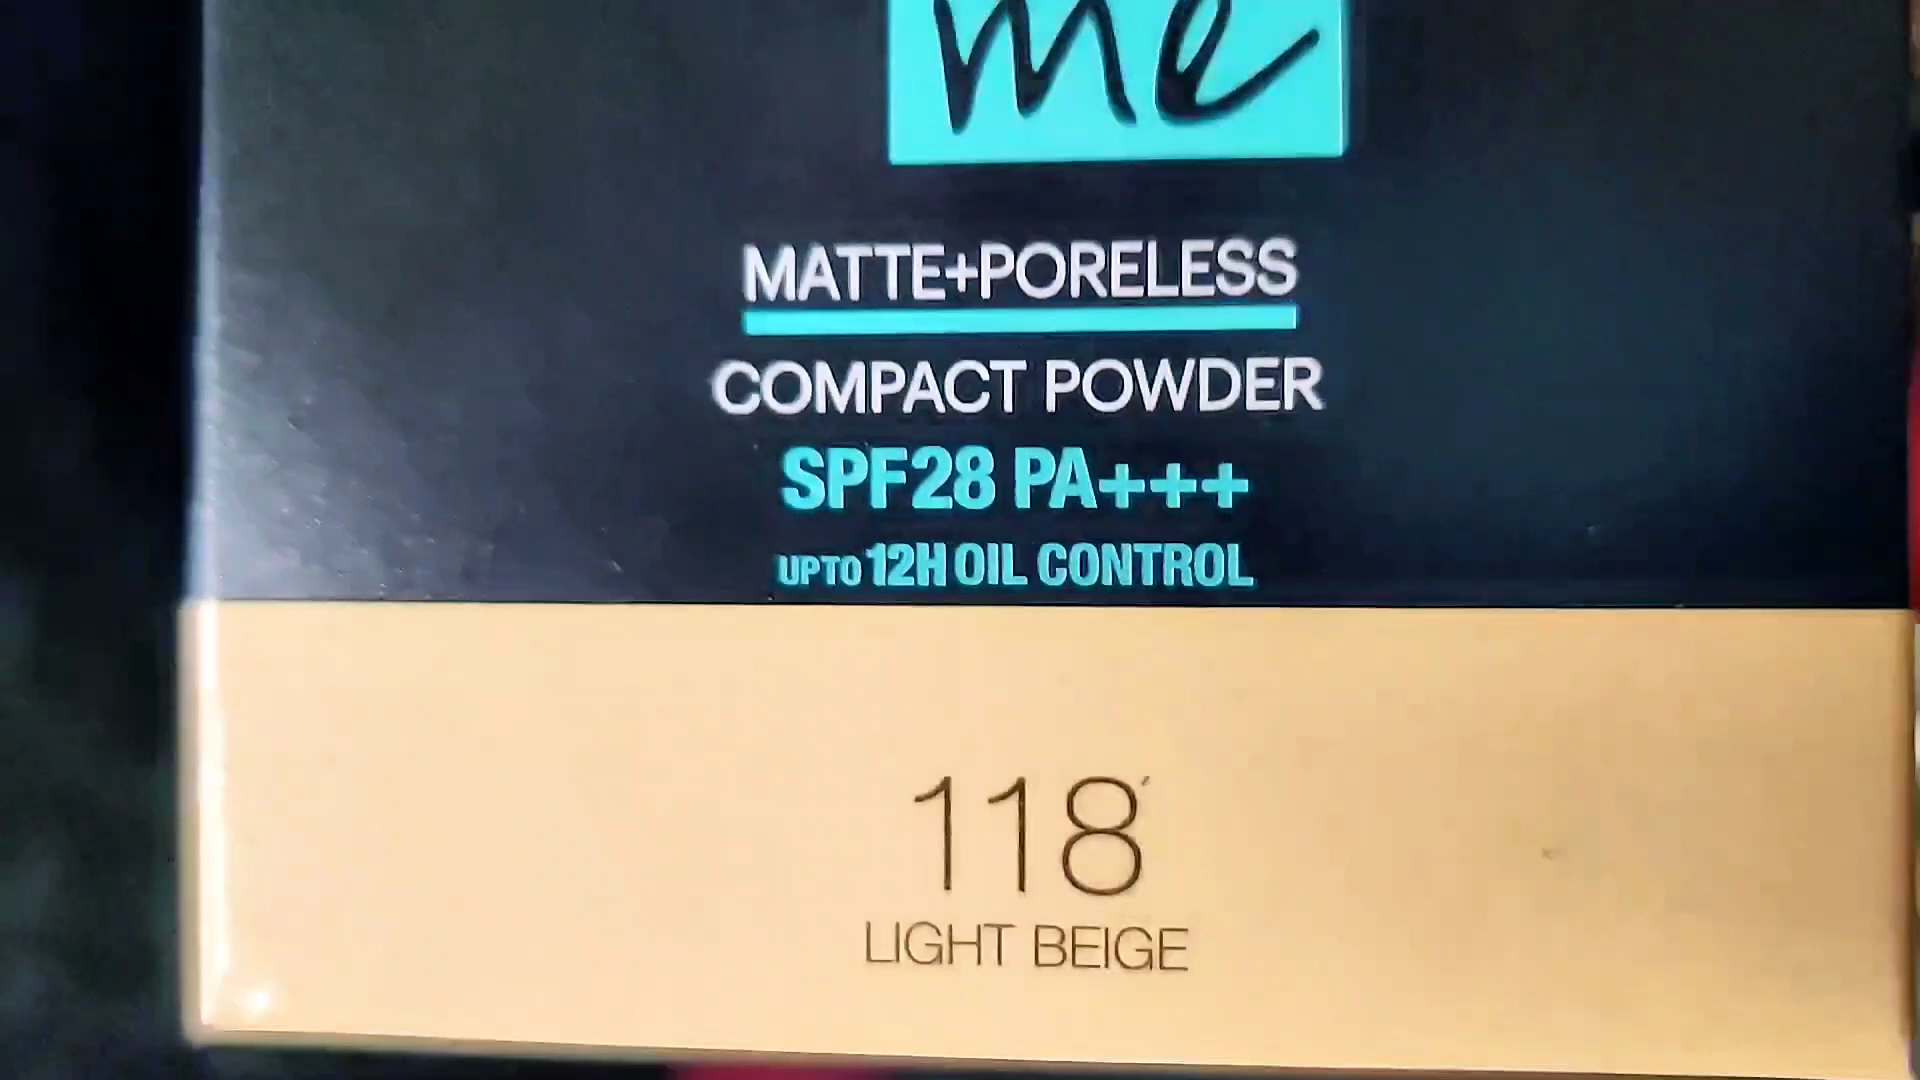 me
MATTE+PORELESS
COMPACT POWDER
SPF28 PA+++
UPTO 12H OIL CONTROL
118
LIGHT BEIGE